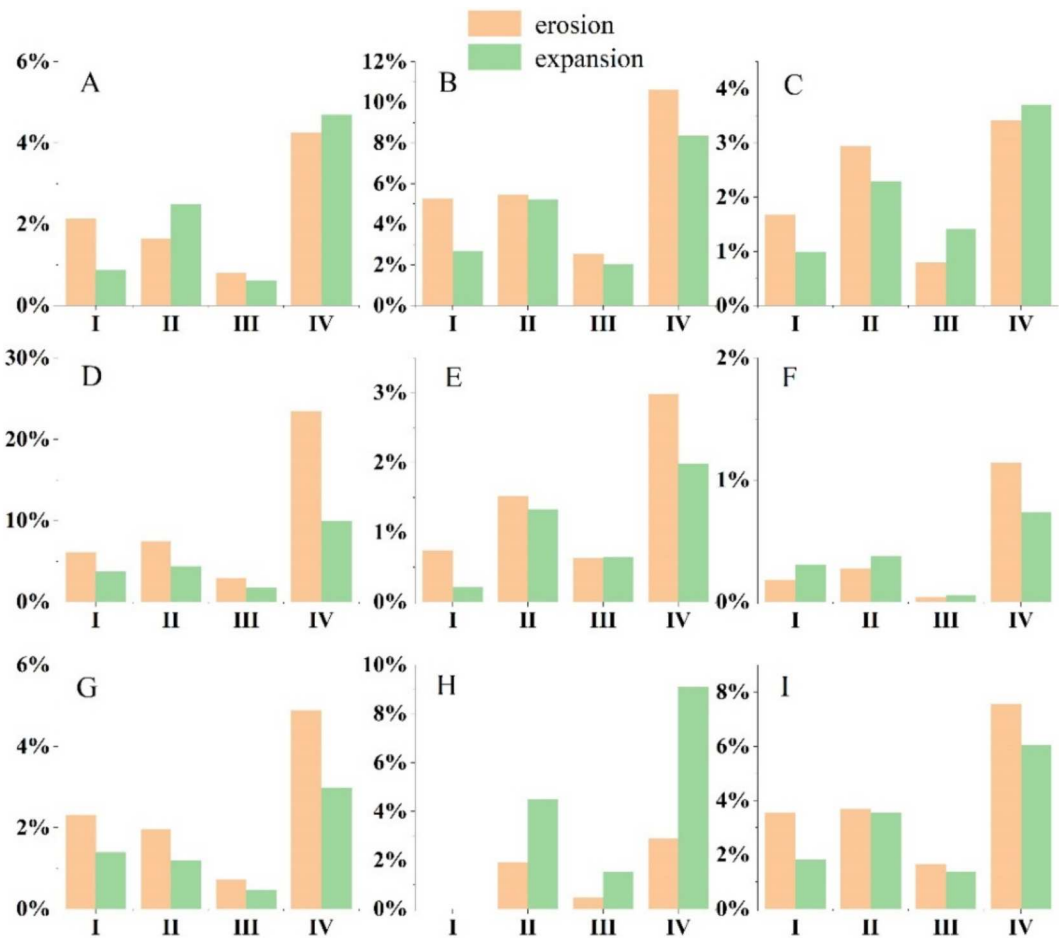 erosion
expansion
6%
4%
2%
0%
A
I II III IV
12%
10%
8%
6%
4%
2%
0%
B
I II III IV
4%
3%
2%
1%
0%
C
I II III IV
30%
20%
10%
0%
D
I II III IV
3%
2%
1%
0%
E
I II III IV
2%
1%
0%
F
I II III IV
6%
4%
2%
0%
G
I II III IV
10%
8%
6%
4%
2%
0%
H
I II III IV
8%
6%
4%
2%
0%
I
I II III IV